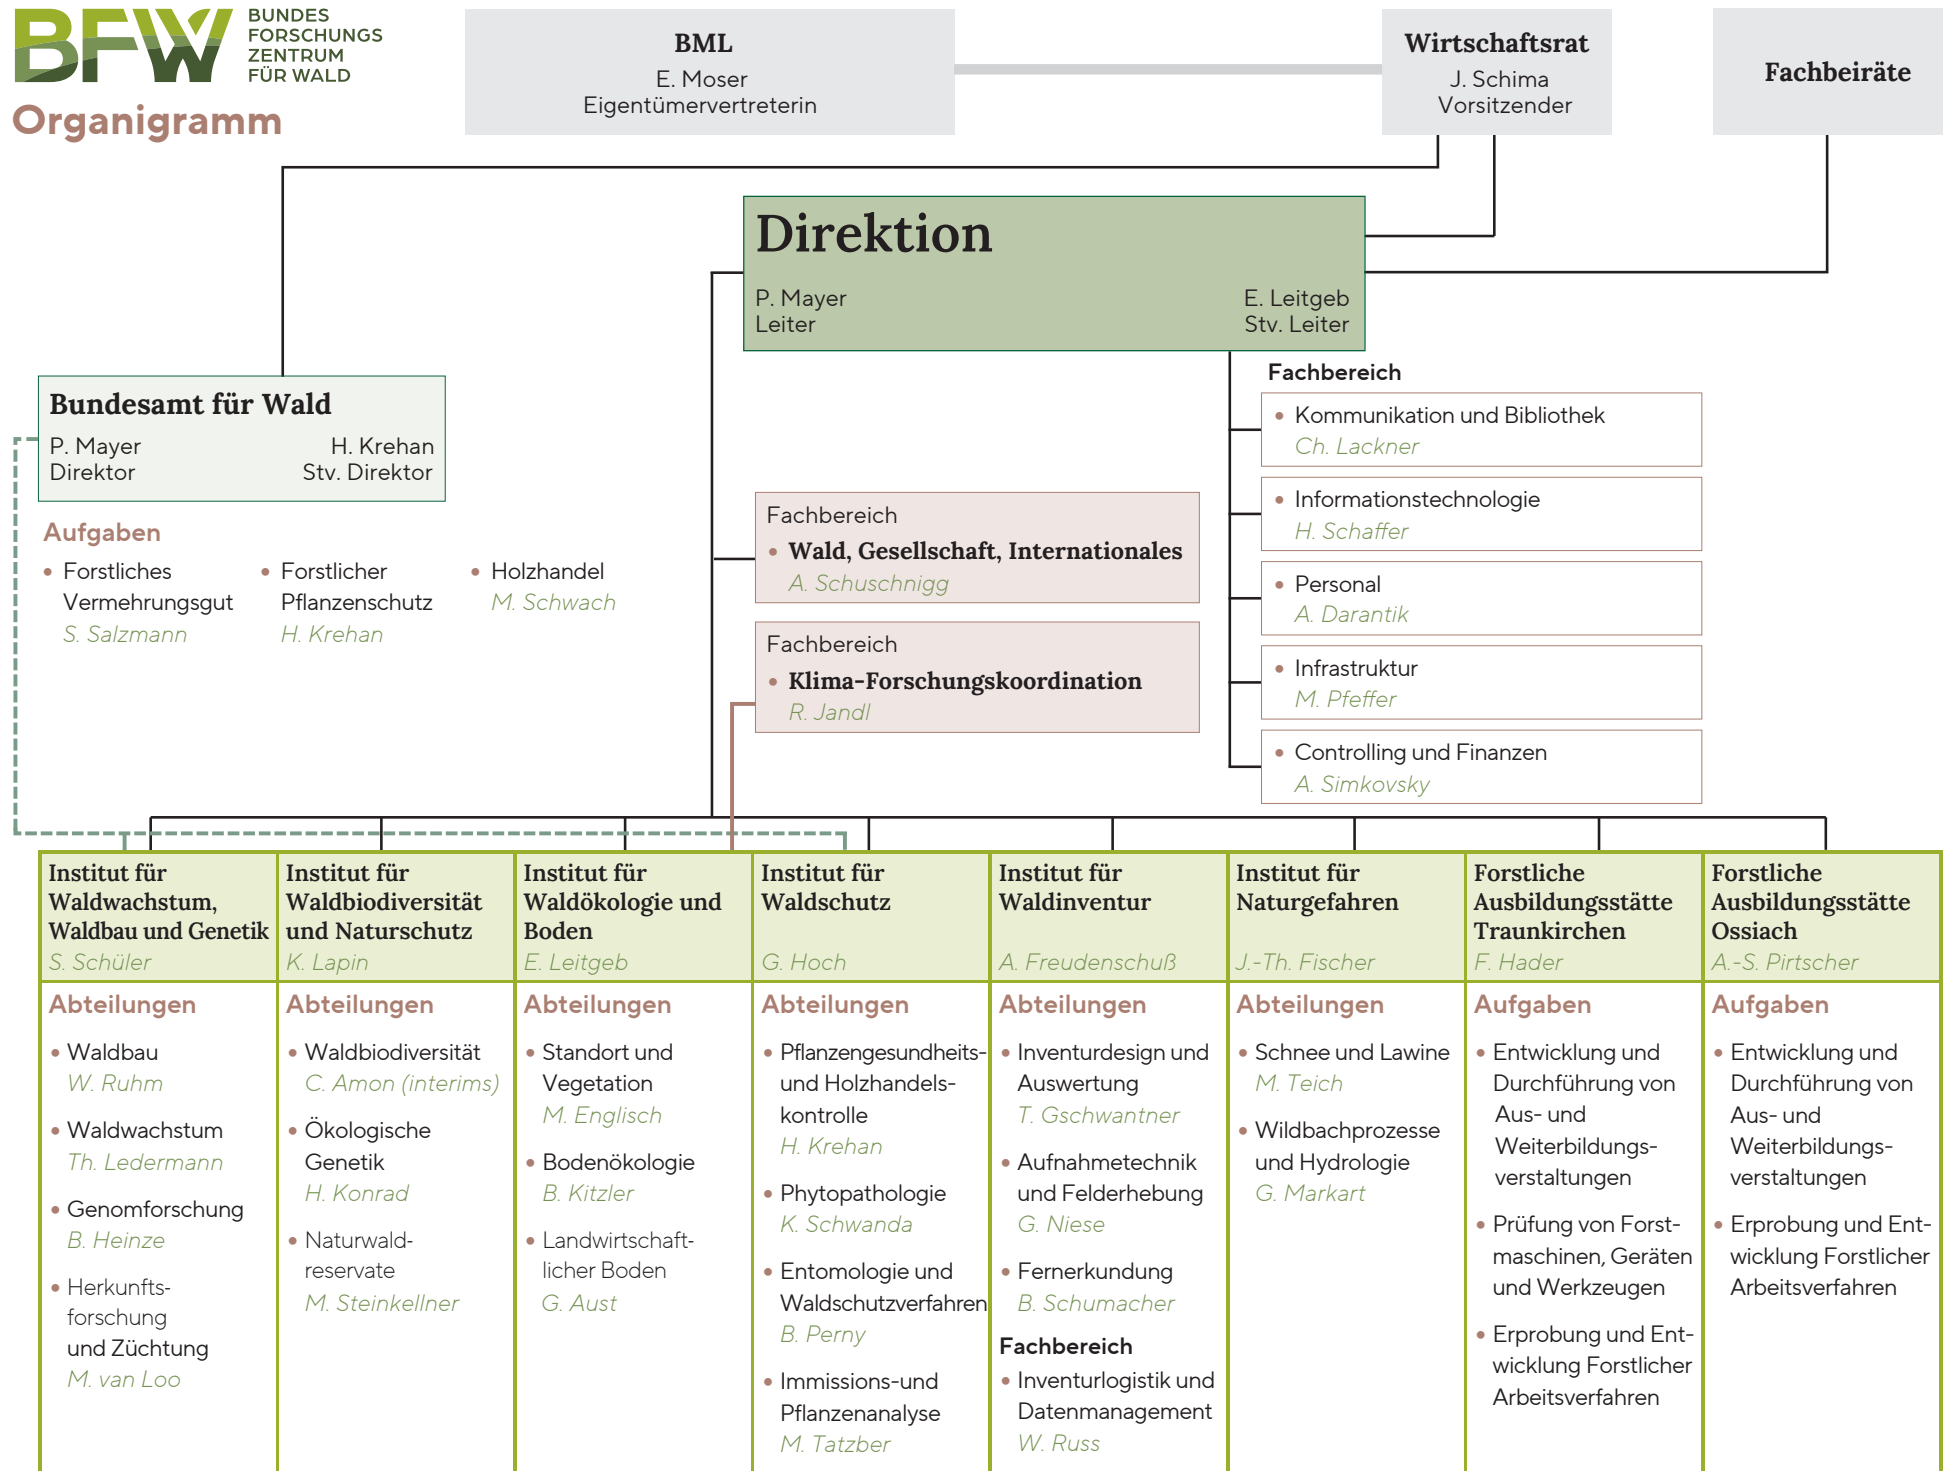 BFW
BUNDES
FORSCHUNGS
ZENTRUM
FÜR WALD
Organigramm
BML
E. Moser
Eigentümervertreterin
Wirtschaftsrat
J. Schima
Vorsitzender
Fachbeiräte
Direktion
P. Mayer
Leiter
E. Leitgeb
Stv. Leiter
Bundesamt für Wald
P. Mayer
Direktor
H. Krehan
Stv. Direktor
Aufgaben
• Forstliches
Vermehrungsgut
S. Salzmann
• Forstlicher
Pflanzenschutz
H. Krehan
• Holzhandel
M. Schwach
Fachbereich
• Wald, Gesellschaft, Internationales
A. Schuschnigg
Fachbereich
• Klima-Forschungskoordination
R. Jandl
Fachbereich
• Kommunikation und Bibliothek
Ch. Lackner
• Informationstechnologie
H. Schaffer
• Personal
A. Darantik
• Infrastruktur
M. Pfeffer
• Controlling und Finanzen
A. Simkovsky
Institut für
Waldwachstum,
Waldbau und Genetik
S. Schüler
Abteilungen
• Waldbau
W. Ruhm
• Waldwachstum
Th. Ledermann
• Genomforschung
B. Heinze
• Herkunfts-
forschung
und Züchtung
M. van Loo
Institut für
Waldbiodiversität
und Naturschutz
K. Lapin
Abteilungen
• Waldbiodiversität
C. Amon (interims)
• Ökologische
Genetik
H. Konrad
• Naturwald-
reservate
M. Steinkellner
Institut für
Waldökologie und
Boden
E. Leitgeb
Abteilungen
• Standort und
Vegetation
M. Englisch
• Bodenökologie
B. Kitzler
• Landwirtschaft-
licher Boden
G. Aust
Institut für
Waldschutz
G. Hoch
Abteilungen
• Pflanzengesundheits-
und Holzhandels-
kontrolle
H. Krehan
• Phytopathologie
K. Schwanda
• Entomologie und
Waldschutzverfahren
B. Perny
• Immissions-und
Pflanzenanalyse
M. Tatzber
Institut für
Waldinventur
A. Freudenschuß
Abteilungen
• Inventurdesign und
Auswertung
T. Gschwantner
• Aufnahmetechnik
und Felderhebung
G. Niese
• Fernerkundung
B. Schumacher
Fachbereich
• Inventurlogistik und
Datenmanagement
W. Russ
Institut für
Naturgefahren
J.-Th. Fischer
Abteilungen
• Schnee und Lawine
M. Teich
• Wildbachprozesse
und Hydrologie
G. Markart
Forstliche
Ausbildungsstätte
Traunkirchen
F. Hader
Aufgaben
• Entwicklung und
Durchführung von
Aus- und
Weiterbildungs-
verstaltungen
• Prüfung von Forst-
maschinen, Geräten
und Werkzeugen
• Erprobung und Ent-
wicklung Forstlicher
Arbeitsverfahren
Forstliche
Ausbildungsstätte
Ossiach
A.-S. Pirtscher
Aufgaben
• Entwicklung und
Durchführung von
Aus- und
Weiterbildungs-
verstaltungen
• Erprobung und Ent-
wicklung Forstlicher
Arbeitsverfahren